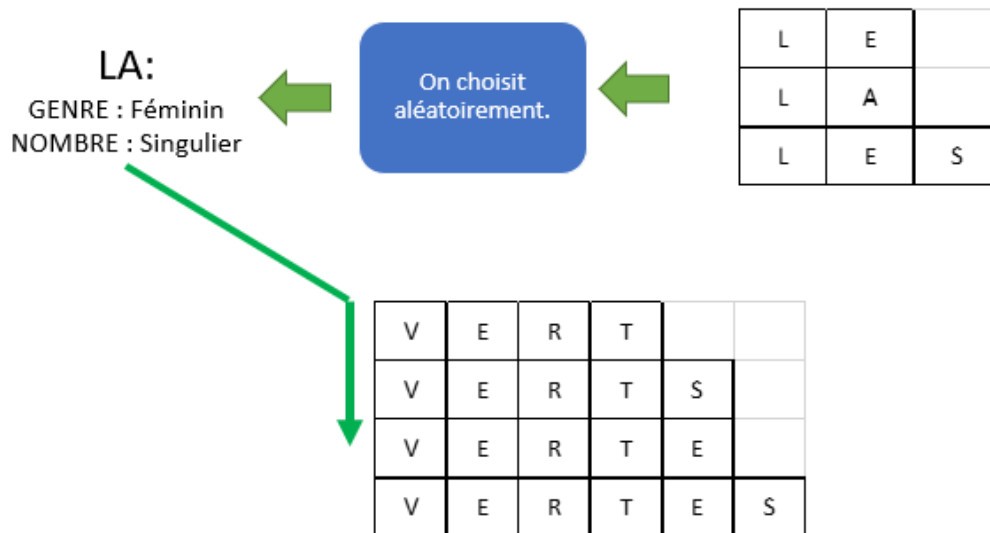 LA:
GENRE : Féminin
NOMBRE : Singulier
On choisit
aléatoirement.
L E
L A
L E S
V E R T
V E R T S
V E R T E
V E R T E S